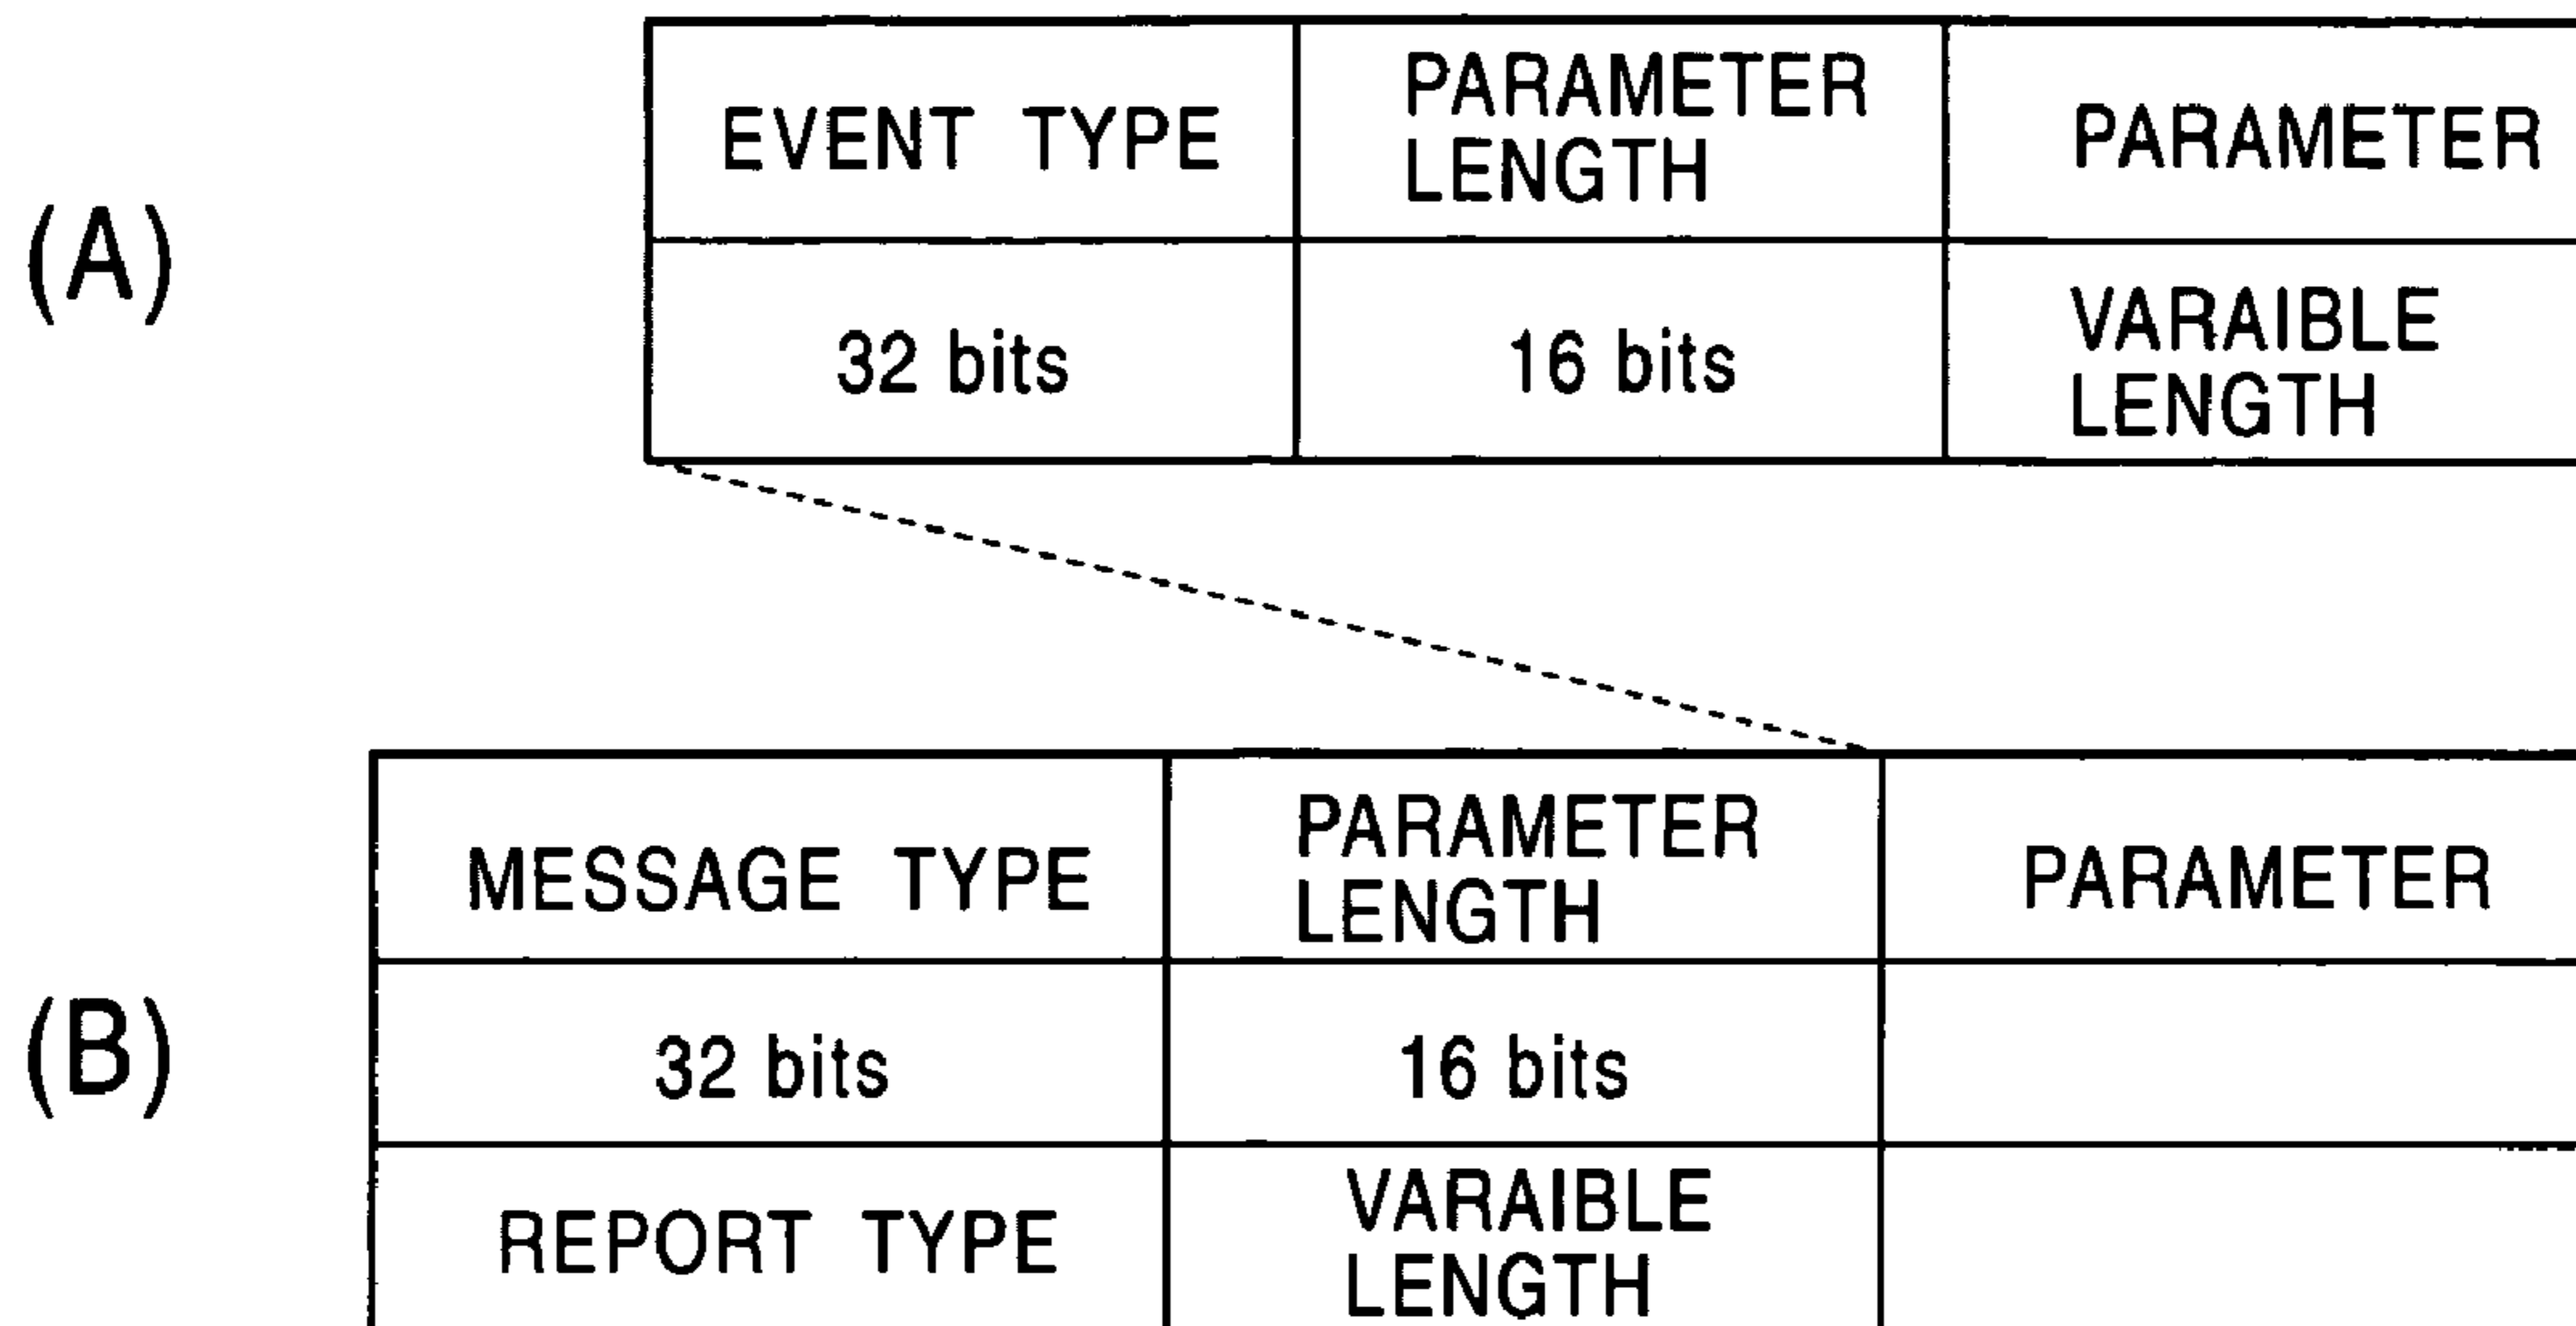 (A)
EVENT TYPE
PARAMETER
LENGTH
PARAMETER
32 bits
16 bits
VARAIBLE
LENGTH
(B)
MESSAGE TYPE
PARAMETER
LENGTH
PARAMETER
32 bits
16 bits
REPORT TYPE
VARAIBLE
LENGTH